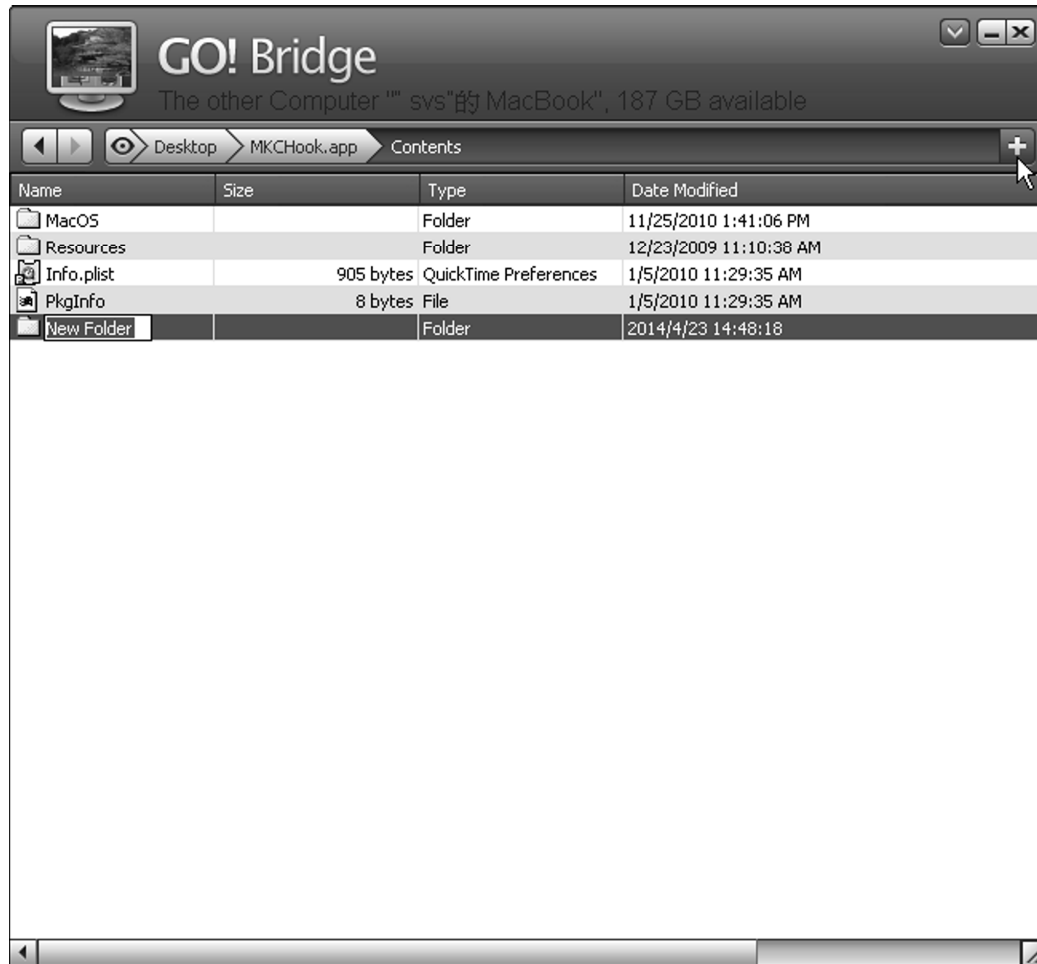 GO! Bridge
The other Computer "" svs"的 MacBook", 187 GB available
Desktop MKCHook.app Contents
Name Size Type Date Modified
MacOS Folder 11/25/2010 1:41:06 PM
Resources Folder 12/23/2009 11:10:38 AM
Info.plist 905 bytes QuickTime Preferences 1/5/2010 11:29:35 AM
PkgInfo 8 bytes File 1/5/2010 11:29:35 AM
New Folder Folder 2014/4/23 14:48:18